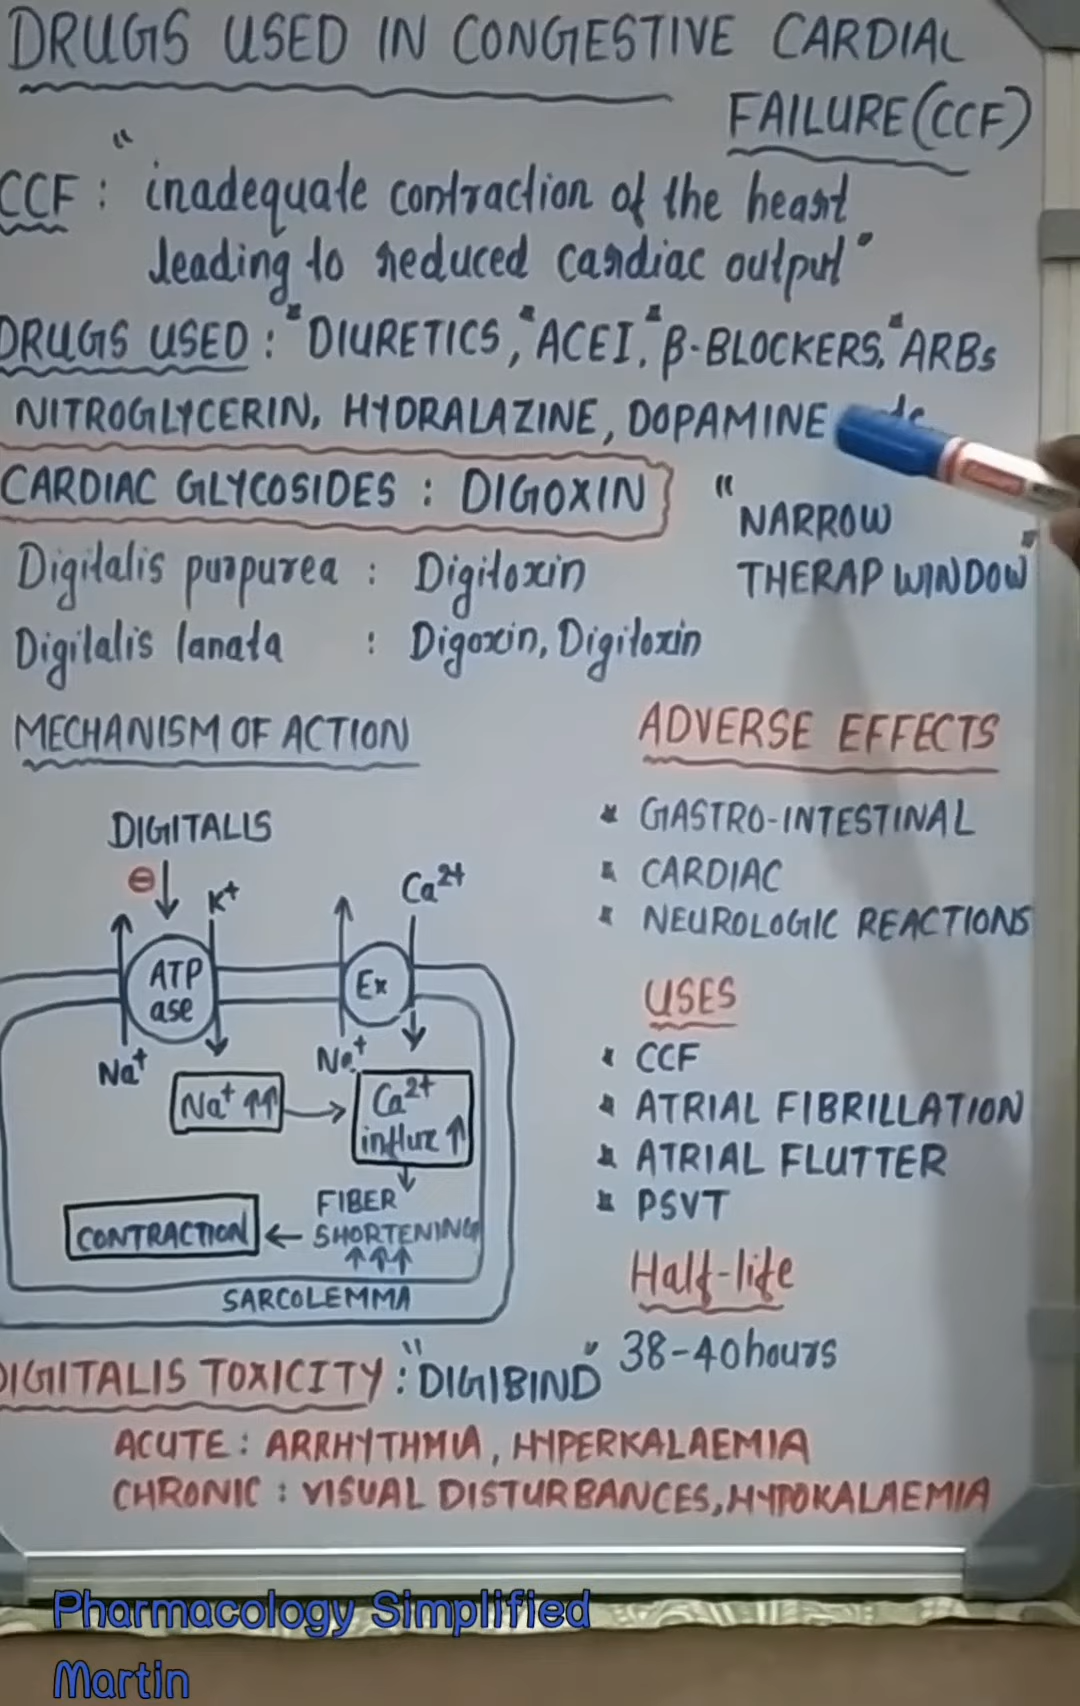 DRUGS USED IN CONGESTIVE CARDIAL
FAILURE(CCF)
CCF : "inadequate contraction of the heart
leading to reduced cardiac output"
DRUGS USED : "DIURETICS, "ACEI, "β-BLOCKERS, "ARBs
NITROGLYCERIN, HYDRALAZINE, DOPAMINE
CARDIAC GLYCOSIDES : DIGOXIN
"NARROW
THERAP WINDOW"
Digitalis purpurea : Digitoxin
Digitalis lanata : Digoxin, Digitoxin
MECHANISM OF ACTION
DIGITALIS
⊖ ↓ K+
Ca2+
ATP
ase
Ex
Na+
Na+
Na+ ↑↑
Ca2+
influx ↑
FIBER
SHORTENING
↑↑↑
CONTRACTION
SARCOLEMMA
ADVERSE EFFECTS
* GASTRO-INTESTINAL
* CARDIAC
* NEUROLOGIC REACTIONS
USES
* CCF
* ATRIAL FIBRILLATION
* ATRIAL FLUTTER
* PSVT
Half-life
38-40hours
DIGITALIS TOXICITY : "DIGIBIND"
ACUTE : ARRHYTHMIA, HYPERKALAEMIA
CHRONIC : VISUAL DISTURBANCES, HYPOKALAEMIA
Pharmacology Simplified
Martin